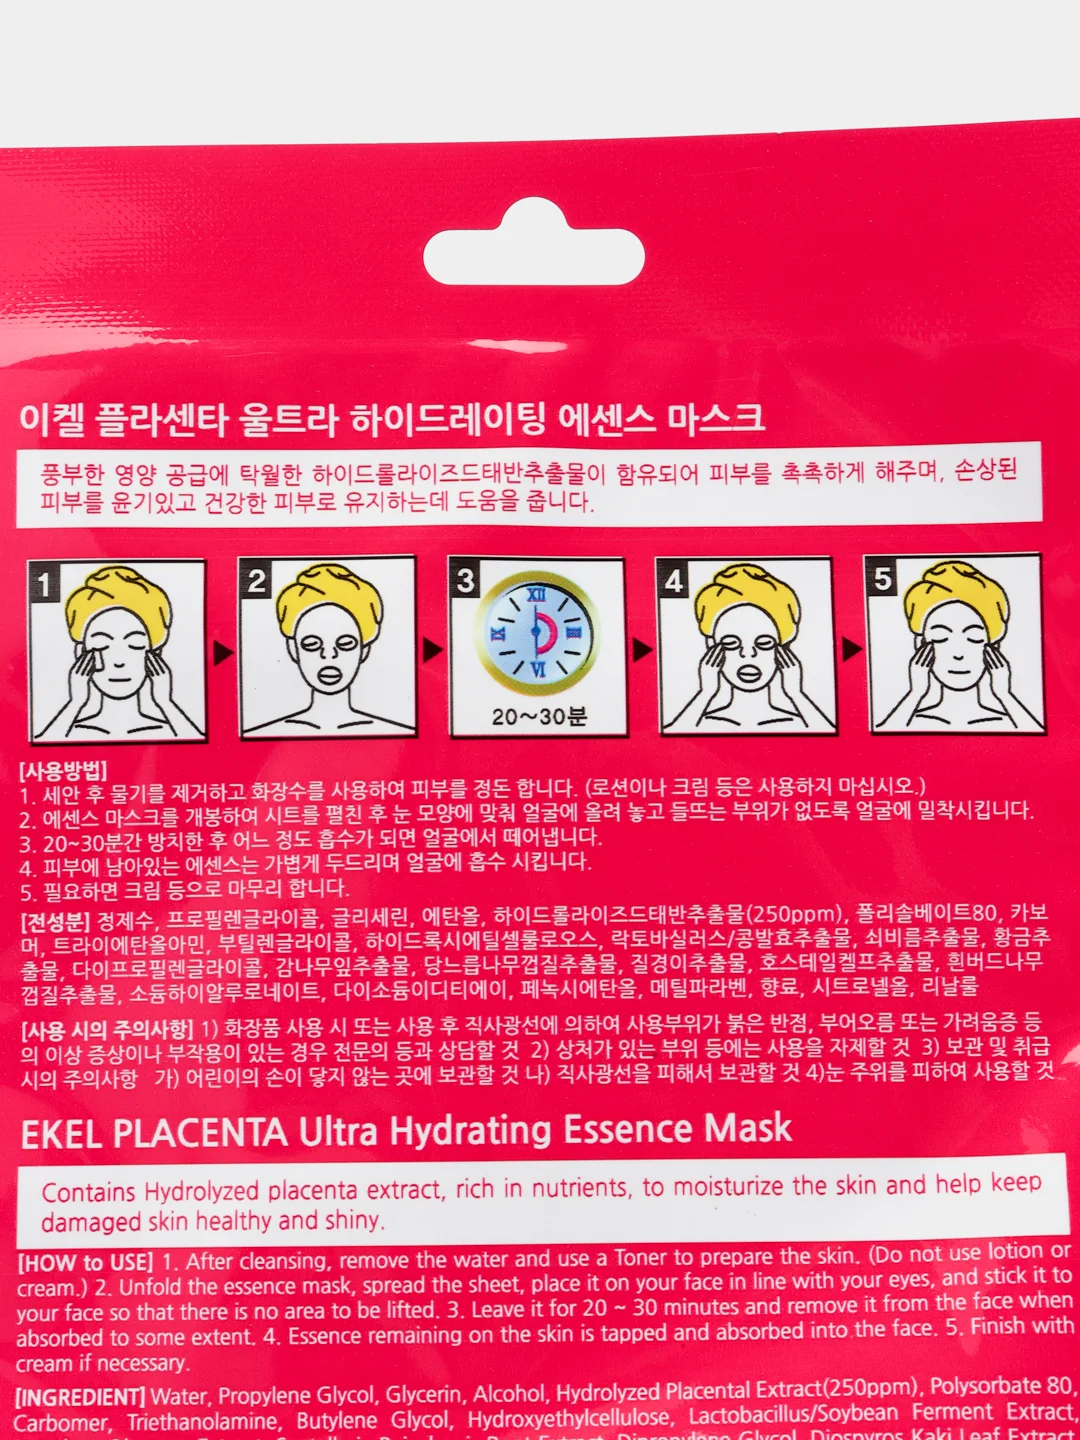 이켈 플라센타 울트라 하이드레이팅 에센스 마스크
풍부한 영양 공급에 탁월한 하이드롤라이즈드태반추출물이 함유되어 피부를 촉촉하게 해주며, 손상된
피부를 윤기있고 건강한 피부로 유지하는데 도움을 줍니다.
1
2
3
4
5
XII
III
VI
IX
20~30분
[사용방법]
1. 세안 후 물기를 제거하고 화장수를 사용하여 피부를 정돈 합니다. (로션이나 크림 등은 사용하지 마십시오.)
2. 에센스 마스크를 개봉하여 시트를 펼친 후 눈 모양에 맞춰 얼굴에 올려 놓고 들뜨는 부위가 없도록 얼굴에 밀착시킵니다.
3. 20~30분간 방치한 후 어느 정도 흡수가 되면 얼굴에서 떼어냅니다.
4. 피부에 남아있는 에센스는 가볍게 두드리며 얼굴에 흡수 시킵니다.
5. 필요하면 크림 등으로 마무리 합니다.
[전성분] 정제수, 프로필렌글라이콜, 글리세린, 에탄올, 하이드롤라이즈드태반추출물(250ppm), 폴리솔베이트80, 카보
머, 트라이에탄올아민, 부틸렌글라이콜, 하이드록시에틸셀룰로오스, 락토바실러스/콩발효추출물, 쇠비름추출물, 황금추
출물, 다이프로필렌글라이콜, 감나무잎추출물, 당느릅나무껍질추출물, 질경이추출물, 호스테일켈프추출물, 흰버드나무
껍질추출물, 소듐하이알루로네이트, 다이소듐이디티에이, 페녹시에탄올, 메틸파라벤, 향료, 시트로넬올, 리날룰
[사용 시의 주의사항] 1) 화장품 사용 시 또는 사용 후 직사광선에 의하여 사용부위가 붉은 반점, 부어오름 또는 가려움증 등
의 이상 증상이나 부작용이 있는 경우 전문의 등과 상담할 것 2) 상처가 있는 부위 등에는 사용을 자제할 것 3) 보관 및 취급
시의 주의사항 가) 어린이의 손이 닿지 않는 곳에 보관할 것 나) 직사광선을 피해서 보관할 것 4)눈 주위를 피하여 사용할 것
EKEL PLACENTA Ultra Hydrating Essence Mask
Contains Hydrolyzed placenta extract, rich in nutrients, to moisturize the skin and help keep
damaged skin healthy and shiny.
[HOW to USE] 1. After cleansing, remove the water and use a Toner to prepare the skin. (Do not use lotion or
cream.) 2. Unfold the essence mask, spread the sheet, place it on your face in line with your eyes, and stick it to
your face so that there is no area to be lifted. 3. Leave it for 20 ~ 30 minutes and remove it from the face when
absorbed to some extent. 4. Essence remaining on the skin is tapped and absorbed into the face. 5. Finish with
cream if necessary.
[INGREDIENT] Water, Propylene Glycol, Glycerin, Alcohol, Hydrolyzed Placental Extract(250ppm), Polysorbate 80,
Carbomer, Triethanolamine, Butylene Glycol, Hydroxyethylcellulose, Lactobacillus/Soybean Ferment Extract,
Dipropylene Glycol, Diospyros Kaki Leaf Extract